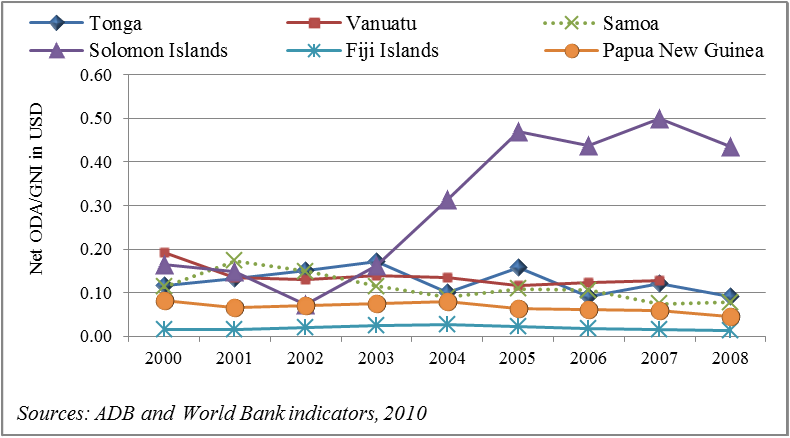 Tonga Vanuatu Samoa
Solomon Islands Fiji Islands Papua New Guinea
0.60
0.50
0.40
0.30
0.20
0.10
0.00
Net ODA/GNI in USD
2000 2001 2002 2003 2004 2005 2006 2007 2008
Sources: ADB and World Bank indicators, 2010